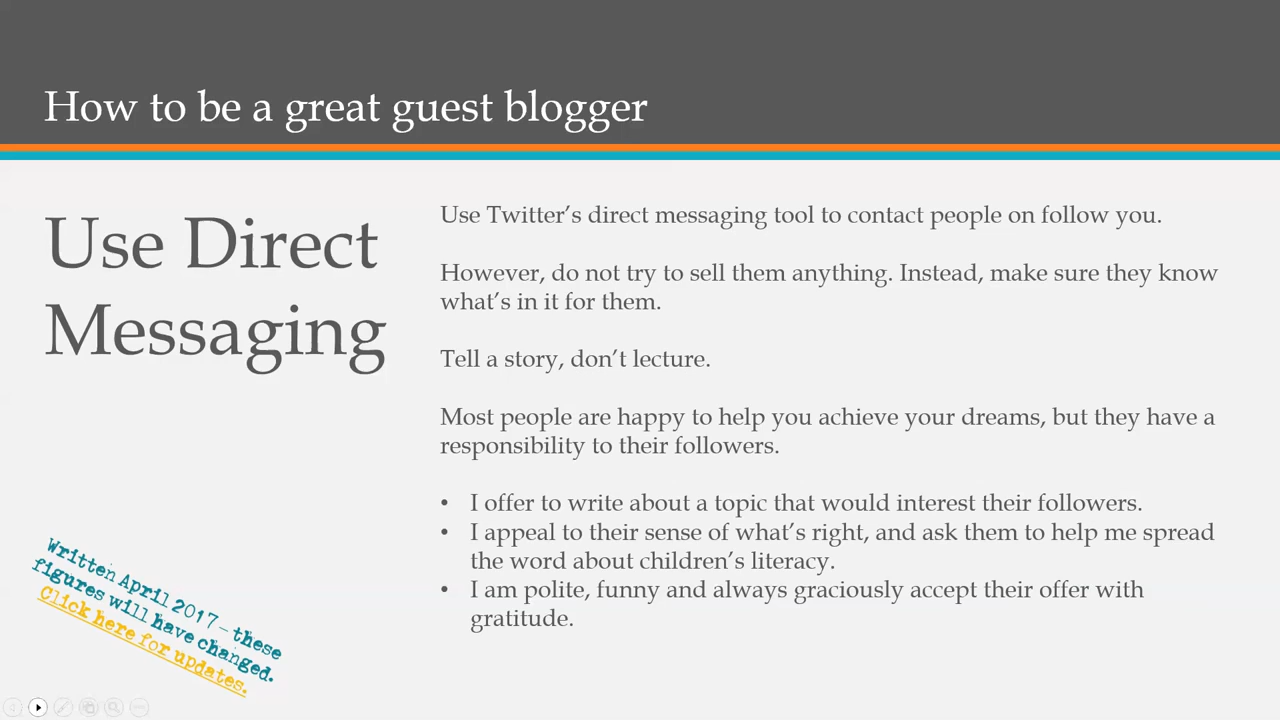 How to be a great guest blogger
Use Direct
Messaging
Use Twitter’s direct messaging tool to contact people on follow you.
However, do not try to sell them anything. Instead, make sure they know
what’s in it for them.
Tell a story, don’t lecture.
Most people are happy to help you achieve your dreams, but they have a
responsibility to their followers.
• I offer to write about a topic that would interest their followers.
• I appeal to their sense of what’s right, and ask them to help me spread
the word about children’s literacy.
• I am polite, funny and always graciously accept their offer with
gratitude.
Written April 2017 – these
figures will have changed.
Click here for updates.